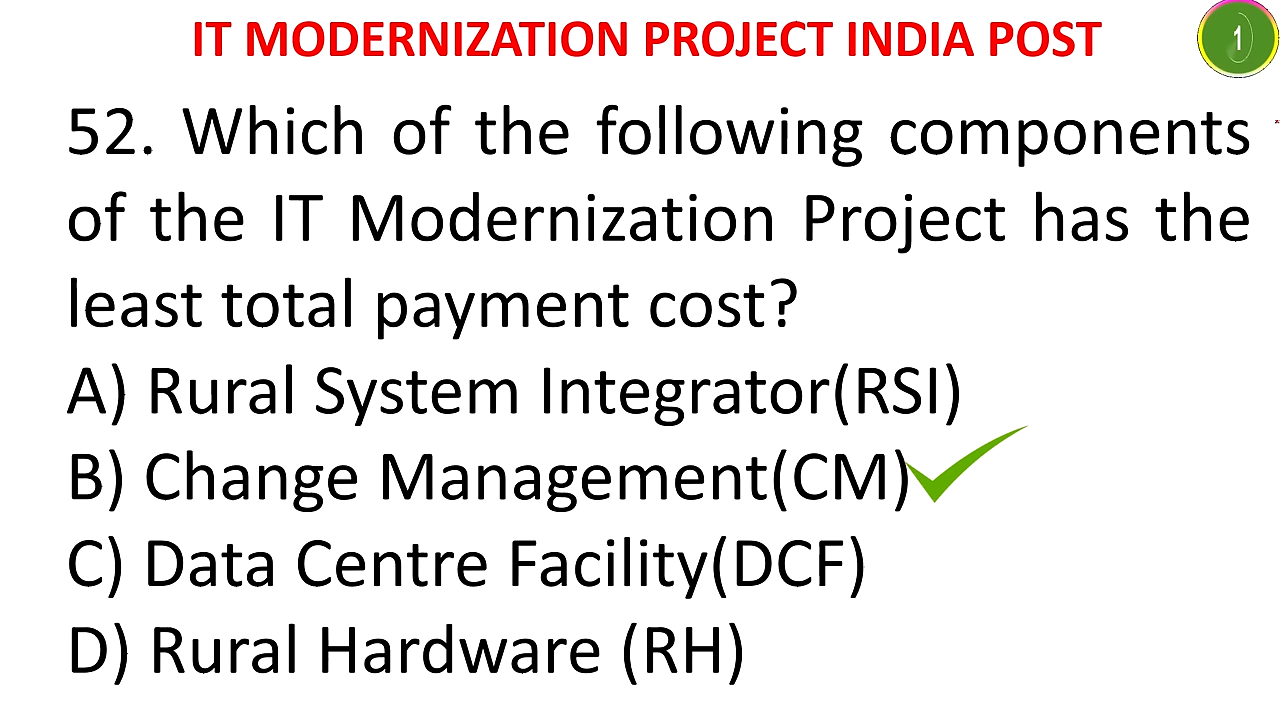 IT MODERNIZATION PROJECT INDIA POST
1
52. Which of the following components
of the IT Modernization Project has the
least total payment cost?
A) Rural System Integrator(RSI)
B) Change Management(CM)
C) Data Centre Facility(DCF)
D) Rural Hardware (RH)